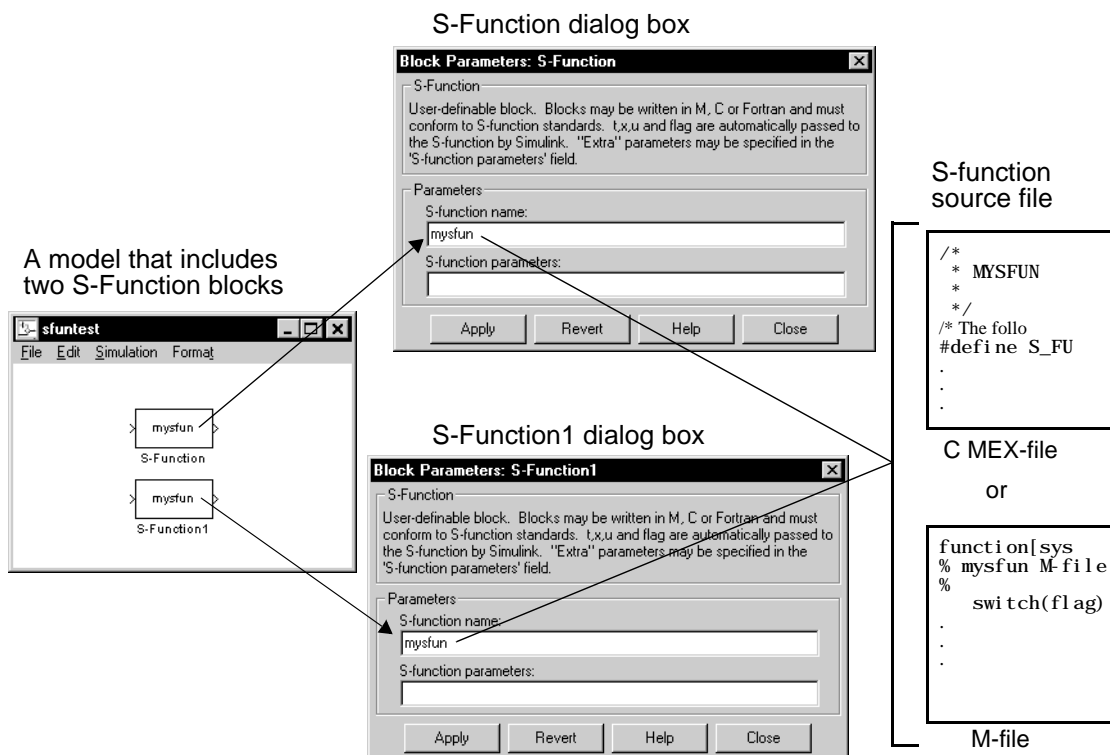 S-Function dialog box
Block Parameters: S-Function
S-Function
User-definable block. Blocks may be written in M, C or Fortran and must
conform to S-function standards. t,x,u and flag are automatically passed to
the S-function by Simulink. "Extra" parameters may be specified in the
'S-function parameters' field.
Parameters
S-function name:
mysfun
S-function parameters:
Apply Revert Help Close
A model that includes
two S-Function blocks
sfuntest
File Edit Simulation Format
mysfun
S-Function
mysfun
S-Function1
S-Function1 dialog box
Block Parameters: S-Function1
S-Function
User-definable block. Blocks may be written in M, C or Fortran and must
conform to S-function standards. t,x,u and flag are automatically passed to
the S-function by Simulink. "Extra" parameters may be specified in the
'S-function parameters' field.
Parameters
S-function name:
mysfun
S-function parameters:
Apply Revert Help Close
S-function
source file
/*
* MYSFUN
*
*/
/* The follo
#define S_FU
.
.
.
C MEX-file
or
function[sys
% mysfun M-file
%
switch(flag)
.
.
.
M-file